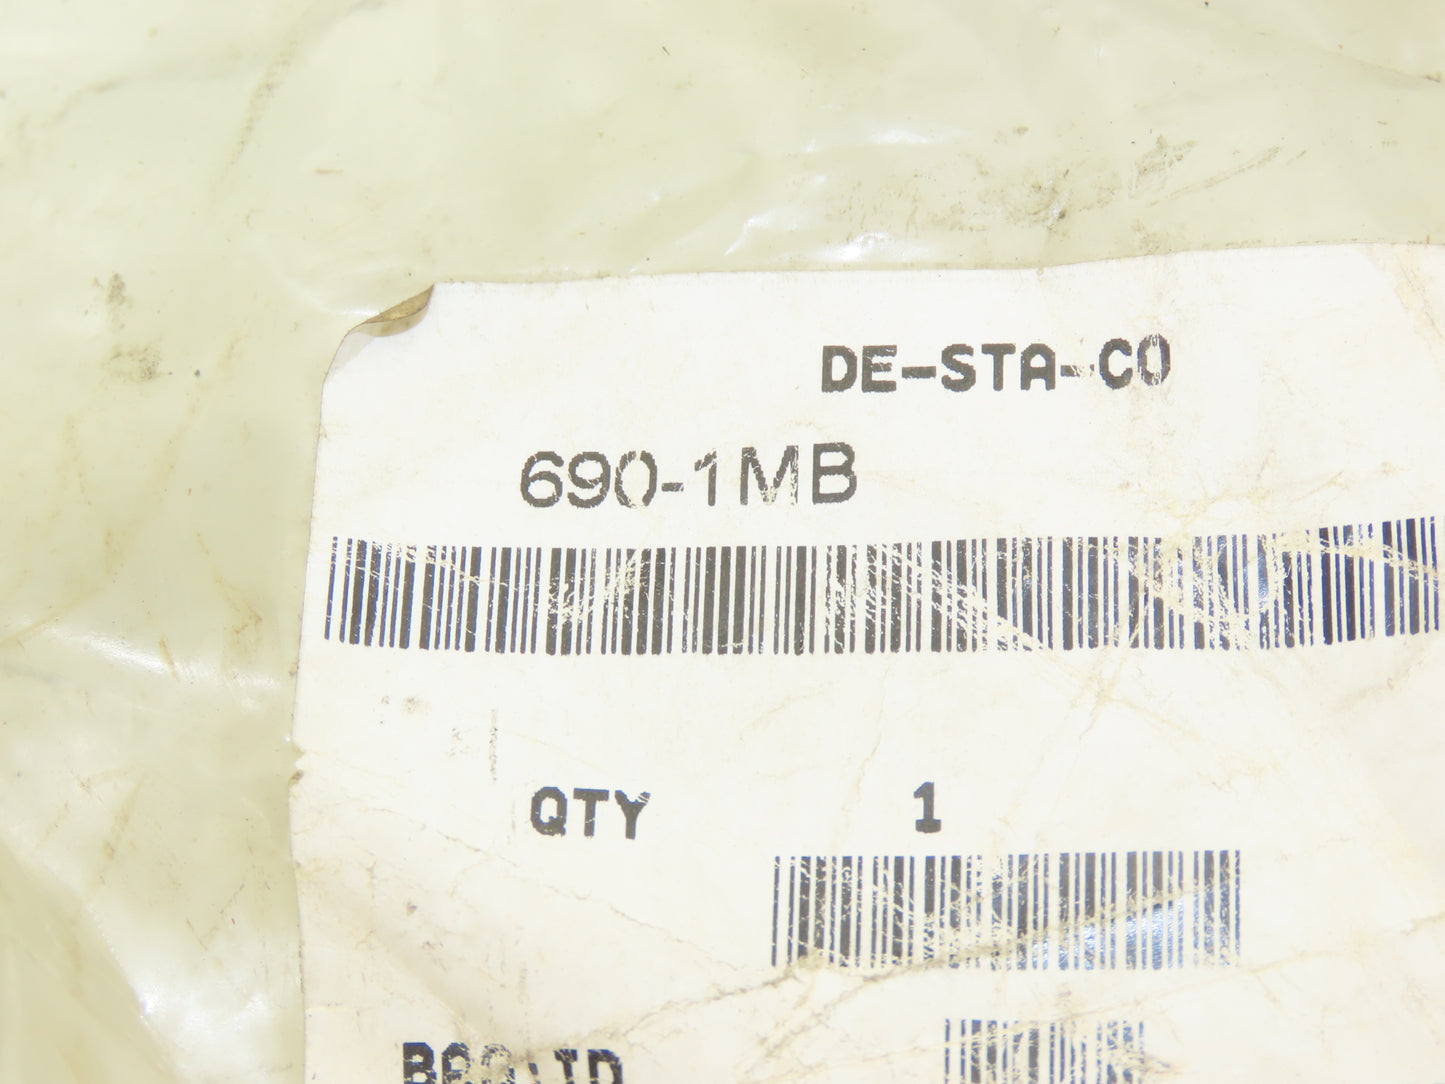 DE-STA-CO
690-1MB
QTY 1